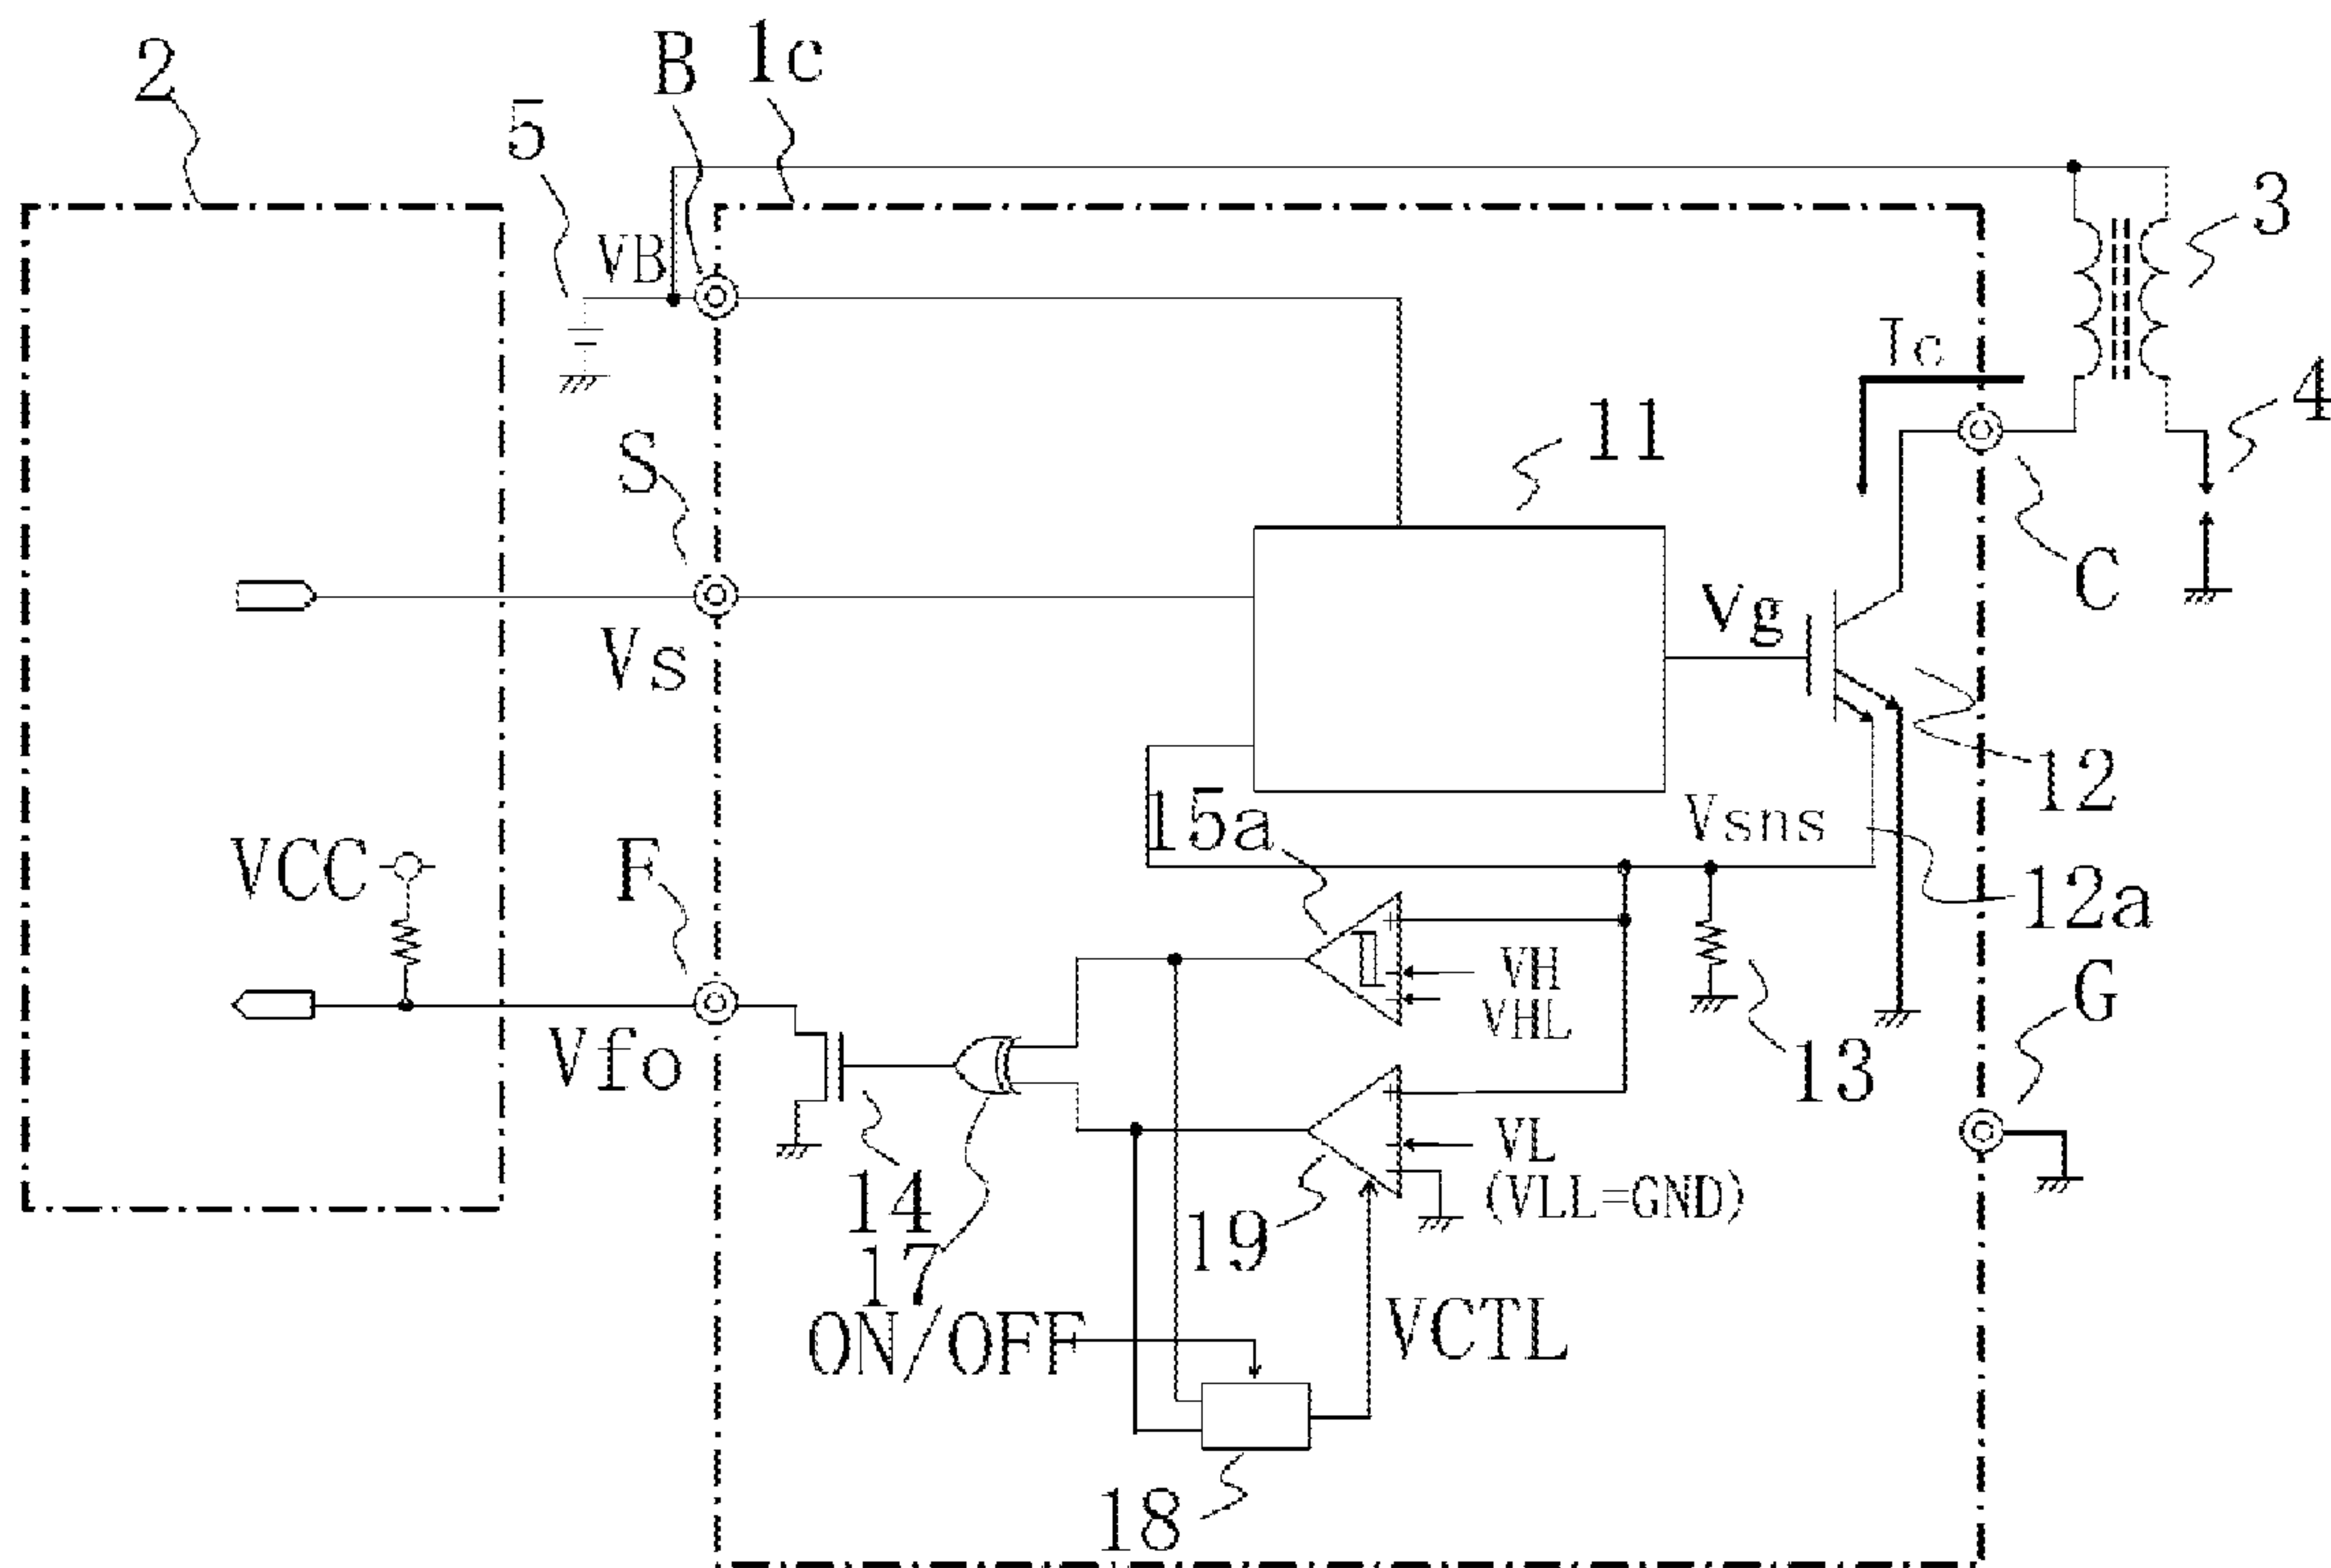 2
5
B
1c
VB
3
Ic
4
S
11
C
Vs
Vg
12
15a
Vsns
12a
VCC
F
VH
VHL
G
Vfo
13
VL
(VLL=GND)
14
17
19
ON/OFF
VCTL
18